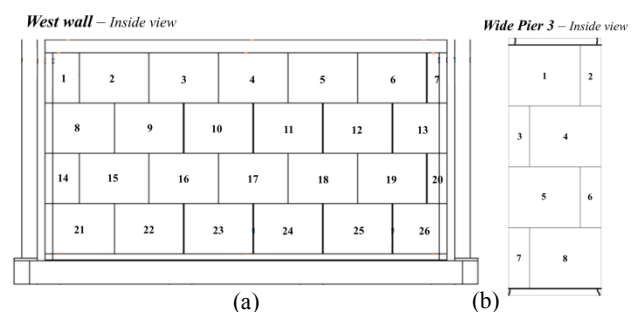 West wall – Inside view
Wide Pier 3 – Inside view
1 2 3 4 5 6 7
8 9 10 11 12 13
14 15 16 17 18 19 20
21 22 23 24 25 26
1 2
3 4
5 6
7 8
(a)
(b)